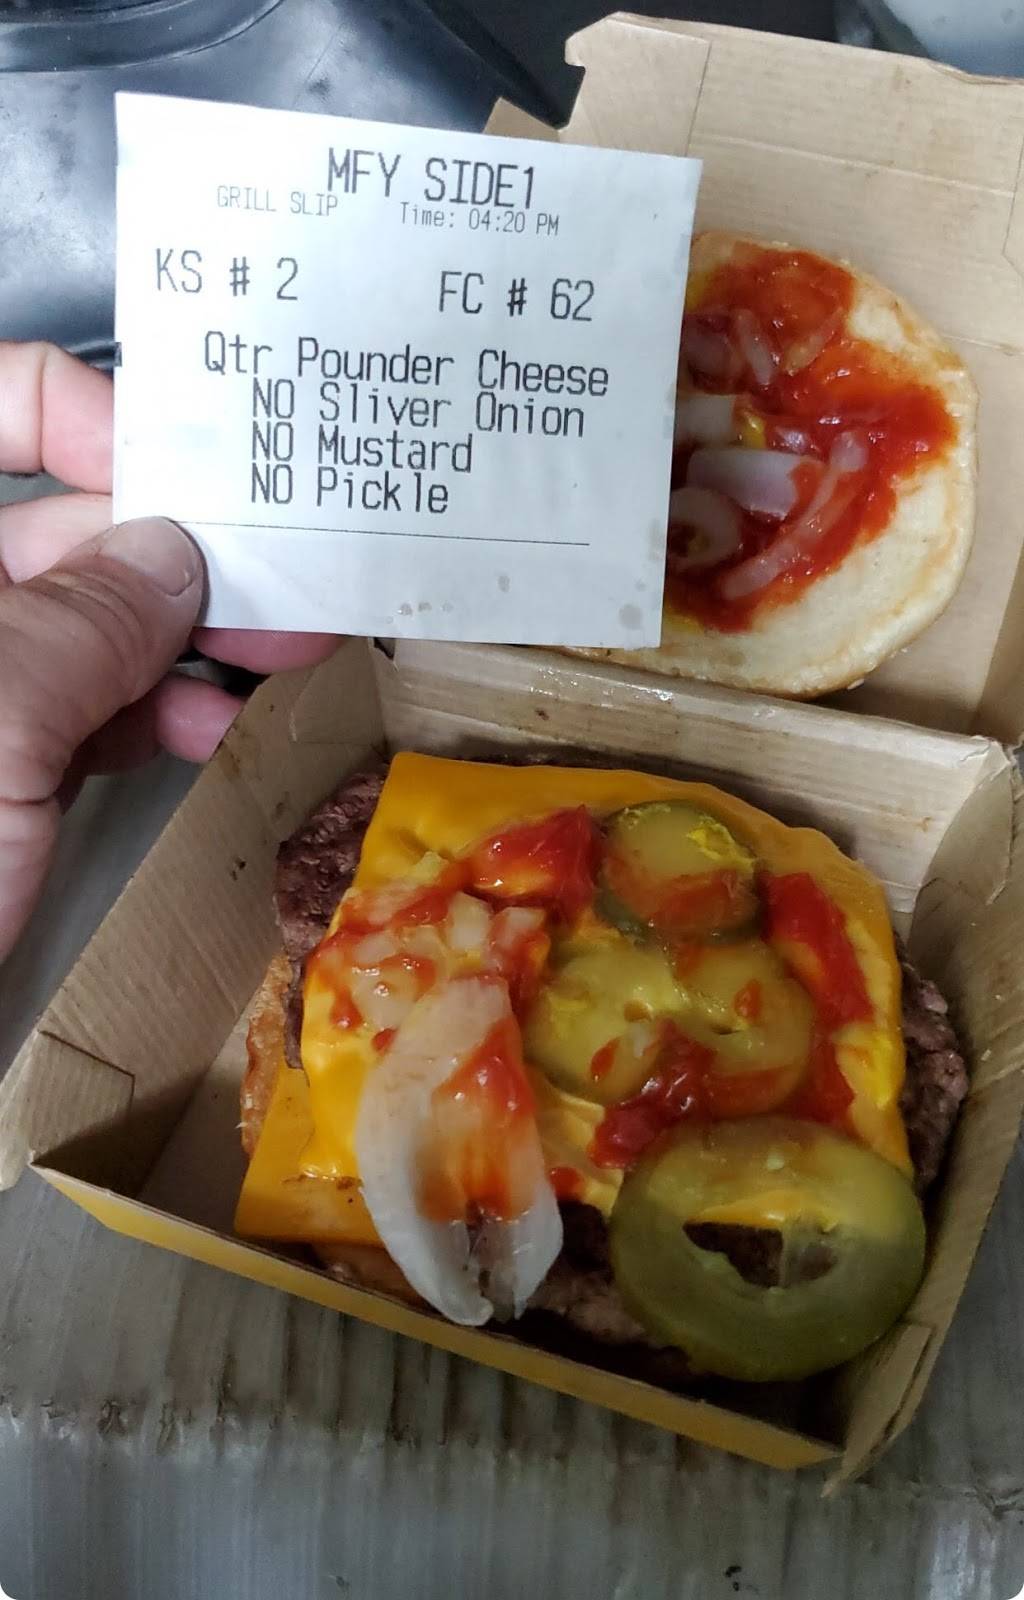 MFY SIDE1
GRILL SLIP Time: 04:20 PM
KS # 2 FC # 62
Qtr Pounder Cheese
NO Sliver Onion
NO Mustard
NO Pickle